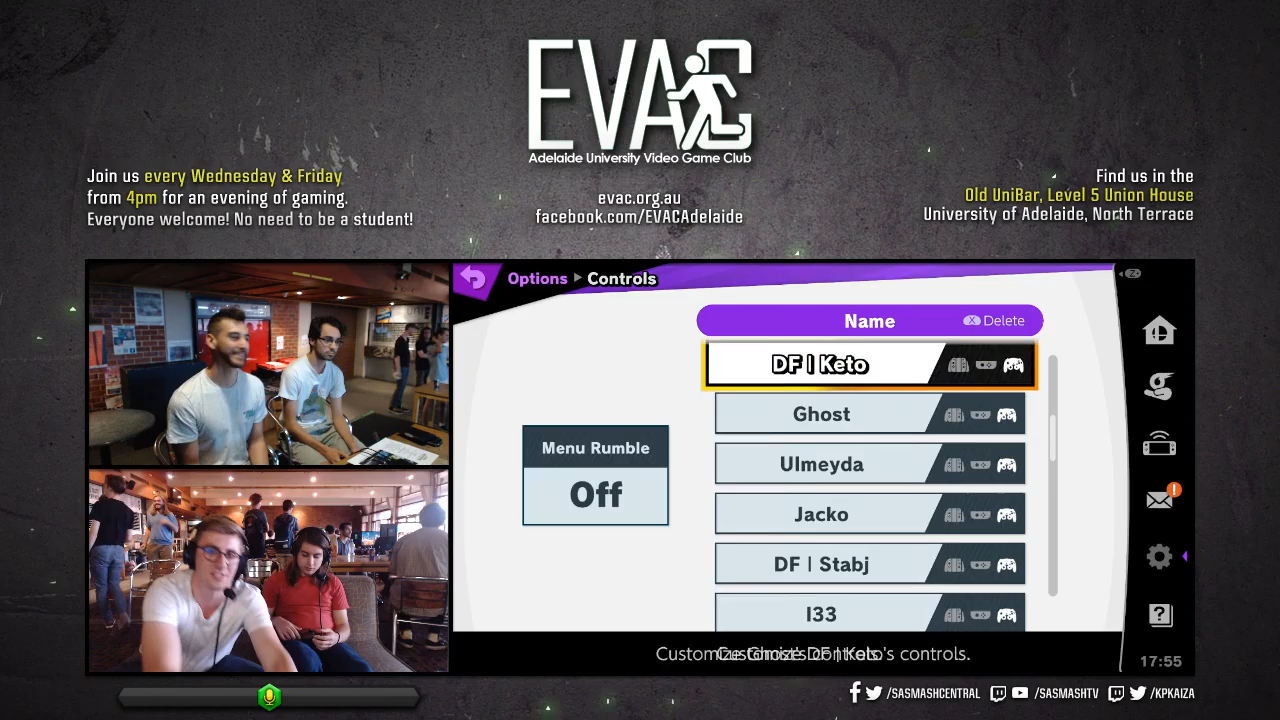 EVAC
Adelaide University Video Game Club
Join us every Wednesday & Friday
from 4pm for an evening of gaming.
Everyone welcome! No need to be a student!
evac.org.au
facebook.com/EVACAdelaide
Find us in the
Old UniBar, Level 5 Union House
University of Adelaide, North Terrace
Options ▸ Controls
Name
X Delete
DF | Keto
Ghost
Ulmeyda
Jacko
DF | Stabj
I33
Menu Rumble
Off
17:55
/SASMASHCENTRAL
/SASMASHTV
/KPKAIZA